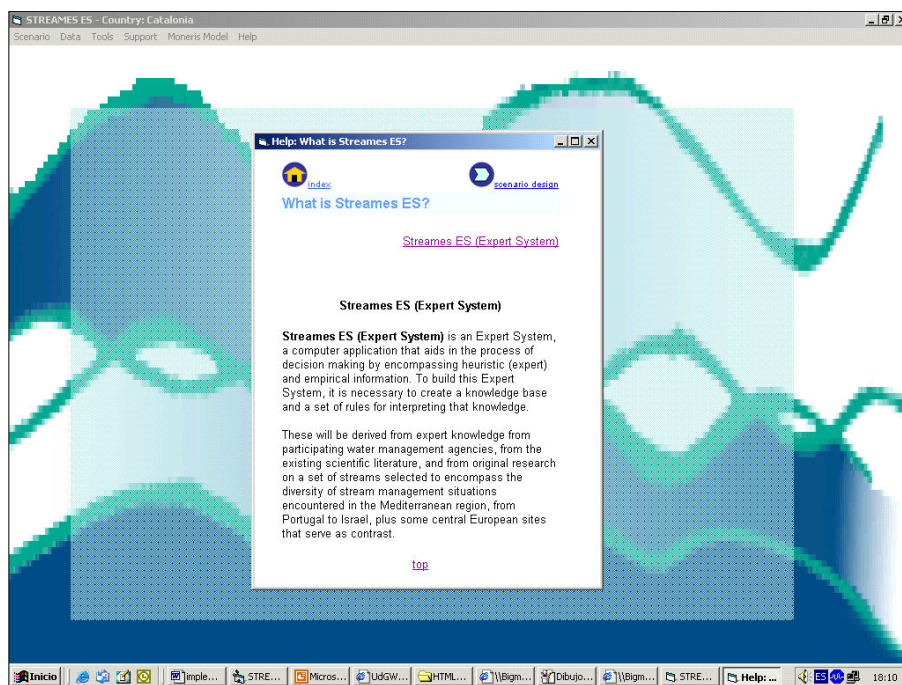 STREAMES ES - Country: Catalonia
Scenario Data Tools Support Moneris Model Help
Help: What is Streames ES?
index
scenario design
What is Streames ES?
Streames ES (Expert System)
Streames ES (Expert System)
Streames ES (Expert System) is an Expert System,
a computer application that aids in the process of
decision making by encompassing heuristic (expert)
and empirical information. To build this Expert
System, it is necessary to create a knowledge base
and a set of rules for interpreting that knowledge.
These will be derived from expert knowledge from
participating water management agencies, from the
existing scientific literature, and from original research
on a set of streams selected to encompass the
diversity of stream management situations
encountered in the Mediterranean region, from
Portugal to Israel, plus some central European sites
that serve as contrast.
top
Inicio imple... STRE... Micros... UdGW... HTML... \\Bigm... Dibujo... \\Bigm... STRE... Help: ... ES 18:10